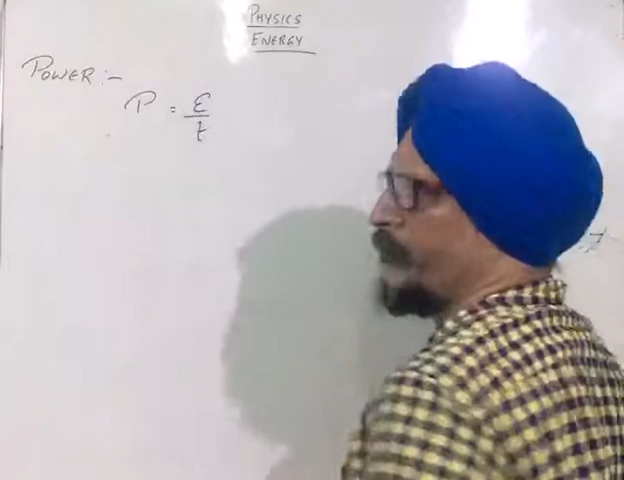 PHYSICS
ENERGY
POWER :-
P = E/t